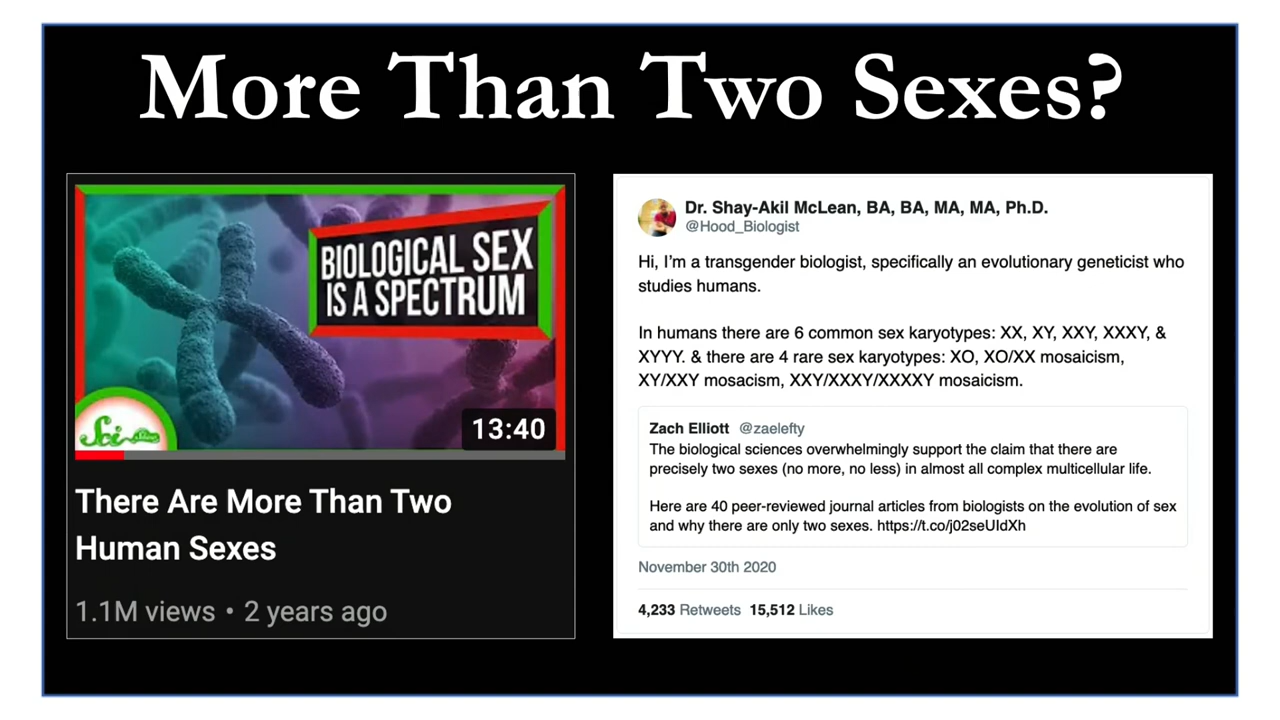 More Than Two Sexes?
BIOLOGICAL SEX
IS A SPECTRUM
Sci
13:40
There Are More Than Two
Human Sexes
1.1M views • 2 years ago
Dr. Shay-Akil McLean, BA, BA, MA, MA, Ph.D.
@Hood_Biologist
Hi, I’m a transgender biologist, specifically an evolutionary geneticist who
studies humans.
In humans there are 6 common sex karyotypes: XX, XY, XXY, XXXY, &
XYYY. & there are 4 rare sex karyotypes: XO, XO/XX mosaicism,
XY/XXY mosacism, XXY/XXXY/XXXXY mosaicism.
Zach Elliott @zaelefty
The biological sciences overwhelmingly support the claim that there are
precisely two sexes (no more, no less) in almost all complex multicellular life.
Here are 40 peer-reviewed journal articles from biologists on the evolution of sex
and why there are only two sexes. https://t.co/j02seUIdXh
November 30th 2020
4,233 Retweets 15,512 Likes